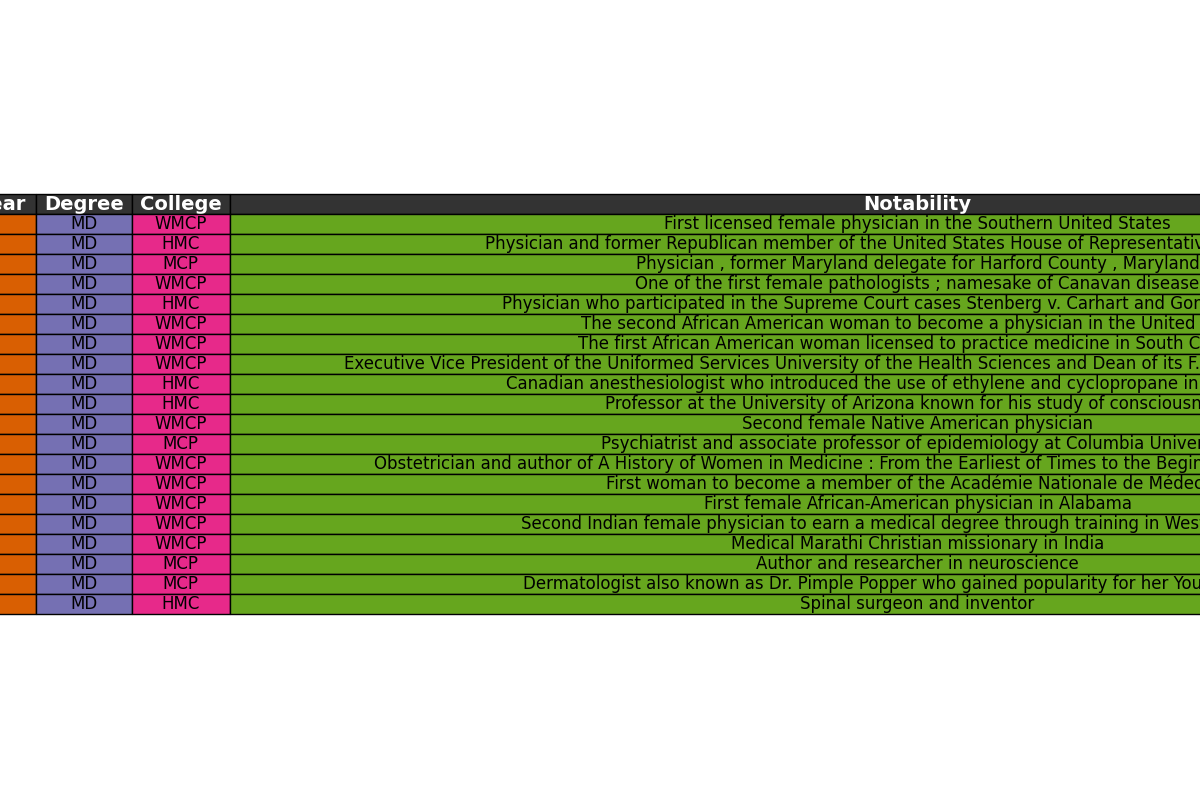 ear Degree College Notability
MD WMCP First licensed female physician in the Southern United States
MD HMC Physician and former Republican member of the United States House of
MD MCP Physician , former Maryland delegate for Harford County , Maryland
MD WMCP One of the first female pathologists ; namesake of Canavan disease
MD HMC Physician who participated in the Supreme Court cases Stenberg v. Carhart and
MD WMCP The second African American woman to become a physician in the United
MD WMCP The first African American woman licensed to practice medicine in South
MD WMCP Executive Vice President of the Uniformed Services University of the Health Sciences and Dean of its F.
MD HMC Canadian anesthesiologist who introduced the use of ethylene and cyclopropane in
MD HMC Professor at the University of Arizona known for his study of
MD WMCP Second female Native American physician
MD MCP Psychiatrist and associate professor of epidemiology at Columbia
MD WMCP Obstetrician and author of A History of Women in Medicine : From the Earliest of Times to the
MD WMCP First woman to become a member of the Académie Nationale de
MD WMCP First female African-American physician in Alabama
MD WMCP Second Indian female physician to earn a medical degree through training in
MD WMCP Medical Marathi Christian missionary in India
MD MCP Author and researcher in neuroscience
MD MCP Dermatologist also known as Dr. Pimple Popper who gained popularity for her
MD HMC Spinal surgeon and inventor